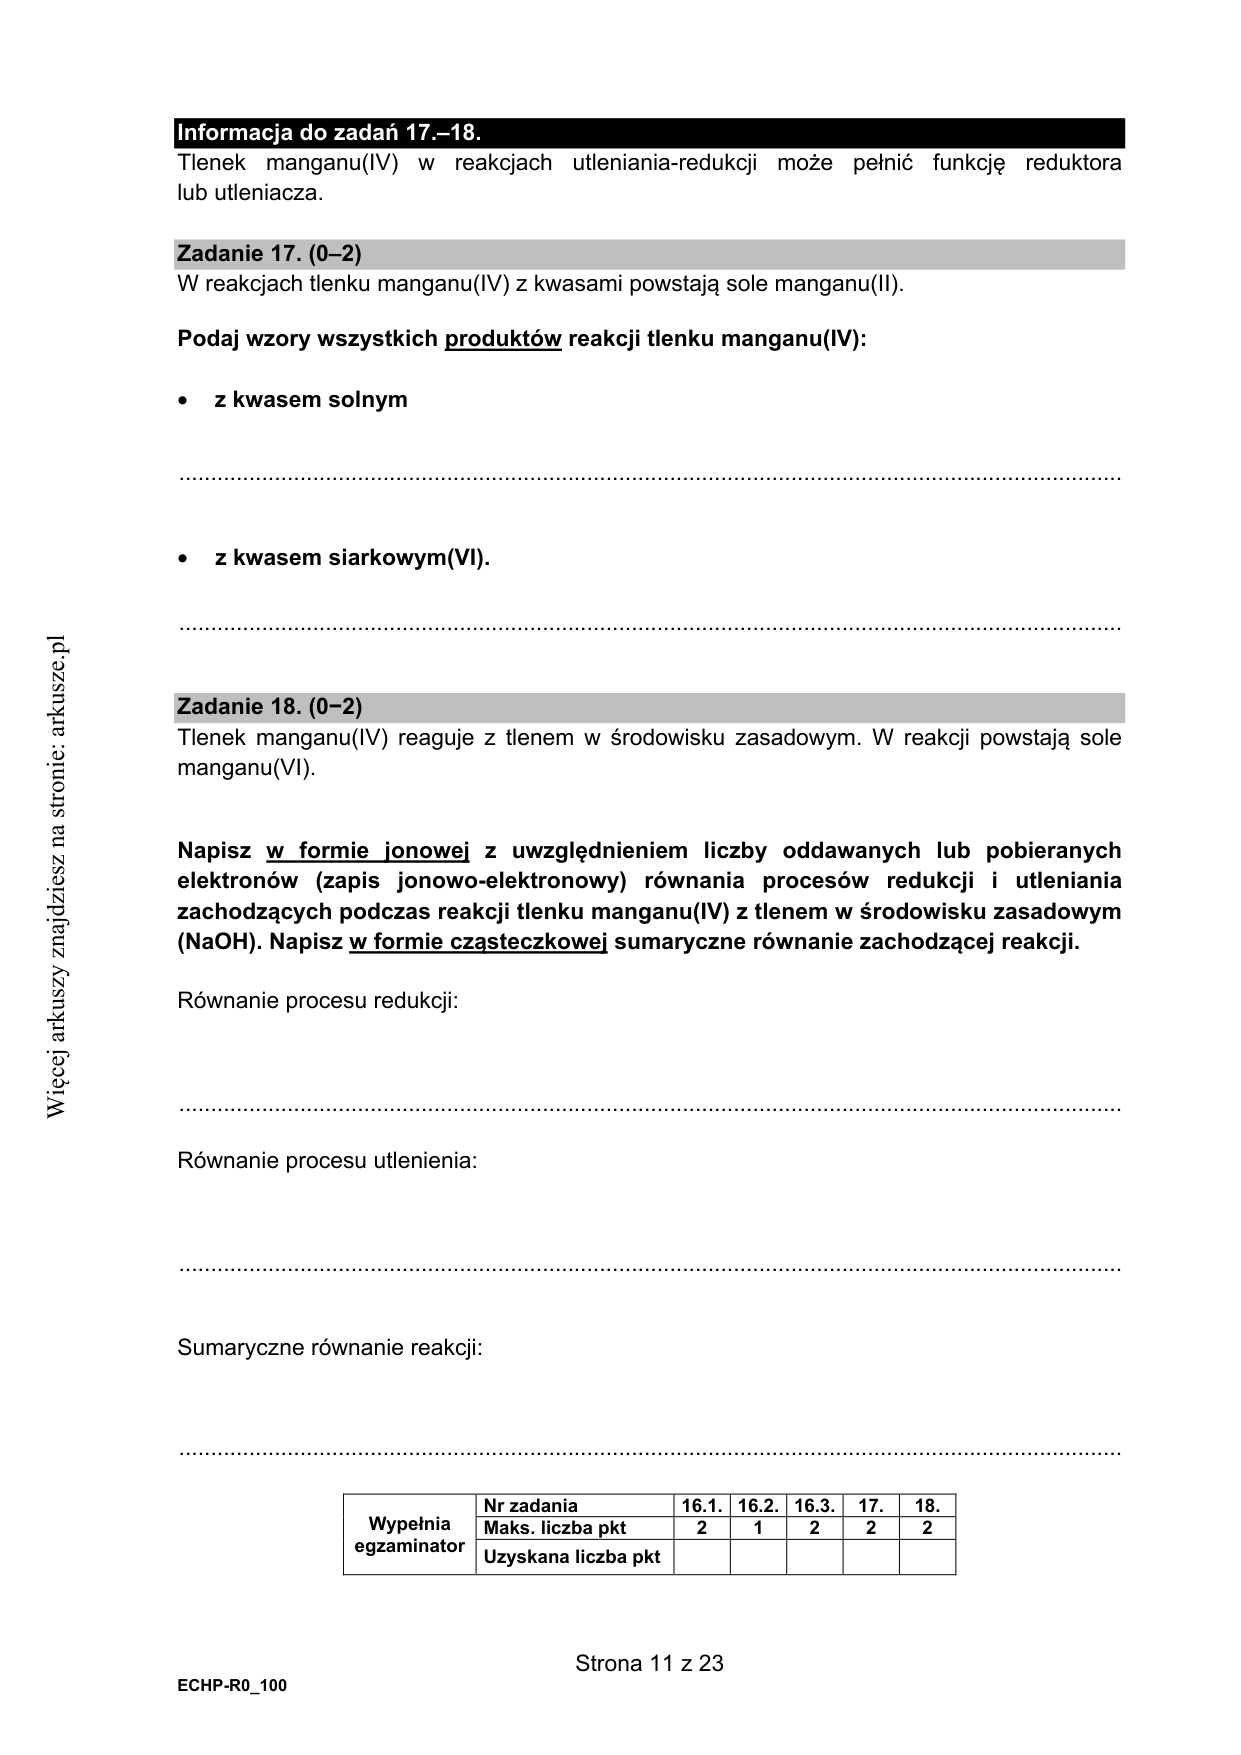 Informacja do zadań 17.–18.
Tlenek manganu(IV) w reakcjach utleniania-redukcji może pełnić funkcję reduktora
lub utleniacza.
Zadanie 17. (0–2)
W reakcjach tlenku manganu(IV) z kwasami powstają sole manganu(II).
Podaj wzory wszystkich produktów reakcji tlenku manganu(IV):
• z kwasem solnym
....................................................................................................................................................
• z kwasem siarkowym(VI).
....................................................................................................................................................
Zadanie 18. (0−2)
Tlenek manganu(IV) reaguje z tlenem w środowisku zasadowym. W reakcji powstają sole
manganu(VI).
Napisz w formie jonowej z uwzględnieniem liczby oddawanych lub pobieranych
elektronów (zapis jonowo-elektronowy) równania procesów redukcji i utleniania
zachodzących podczas reakcji tlenku manganu(IV) z tlenem w środowisku zasadowym
(NaOH). Napisz w formie cząsteczkowej sumaryczne równanie zachodzącej reakcji.
Równanie procesu redukcji:
....................................................................................................................................................
Równanie procesu utlenienia:
....................................................................................................................................................
Sumaryczne równanie reakcji:
....................................................................................................................................................
Wypełnia egzaminator
Nr zadania 16.1. 16.2. 16.3. 17. 18.
Maks. liczba pkt 2 1 2 2 2
Uzyskana liczba pkt
Strona 11 z 23
ECHP-R0_100
Więcej arkuszy znajdziesz na stronie: arkusze.pl